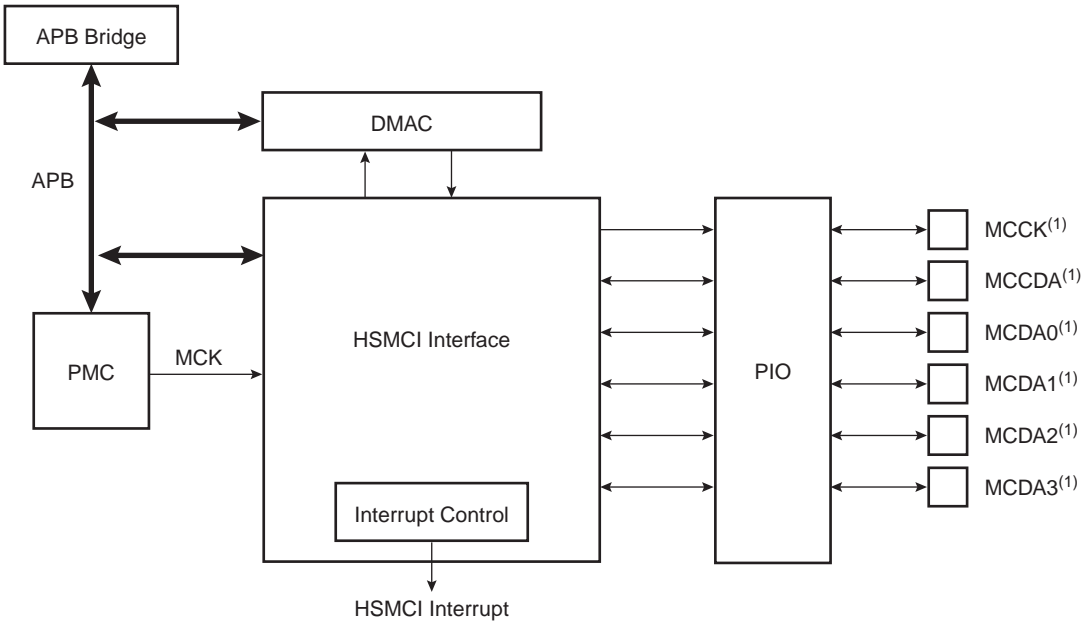 APB Bridge
DMAC
APB
MCCK(1)
MCCDA(1)
HSMCI Interface
MCDA0(1)
MCK
PMC
PIO
MCDA1(1)
MCDA2(1)
MCDA3(1)
Interrupt Control
HSMCI Interrupt